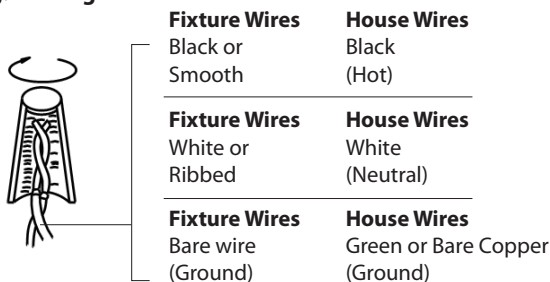 Fixture Wires House Wires
Black or Black
Smooth (Hot)
Fixture Wires House Wires
White or White
Ribbed (Neutral)
Fixture Wires House Wires
Bare wire Green or Bare Copper
(Ground) (Ground)